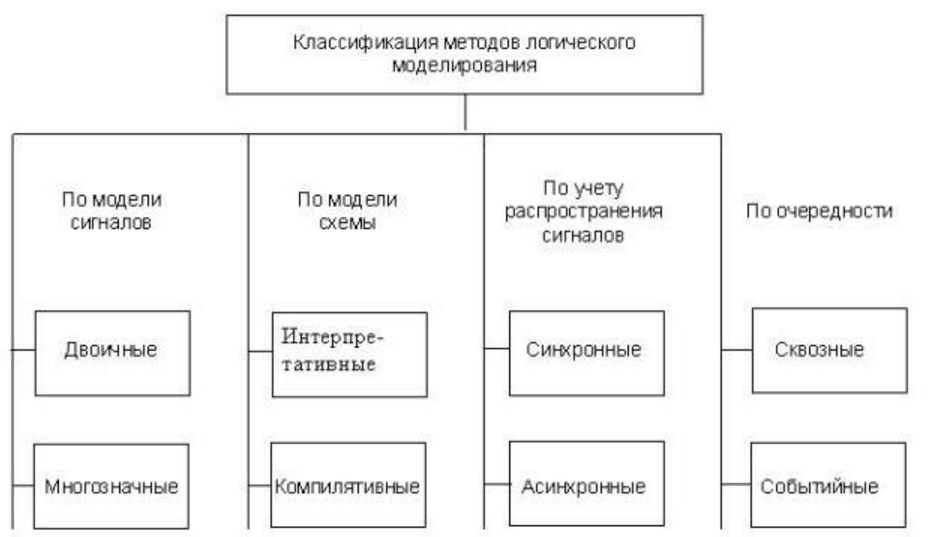 Классификация методов логического
моделирования
По модели
сигналов
По модели
схемы
По учету
распространения
сигналов
По очередности
Двоичные
Интерпре-
тативные
Синхронные
Сквозные
Многозначные
Компилятивные
Асинхронные
Событийные